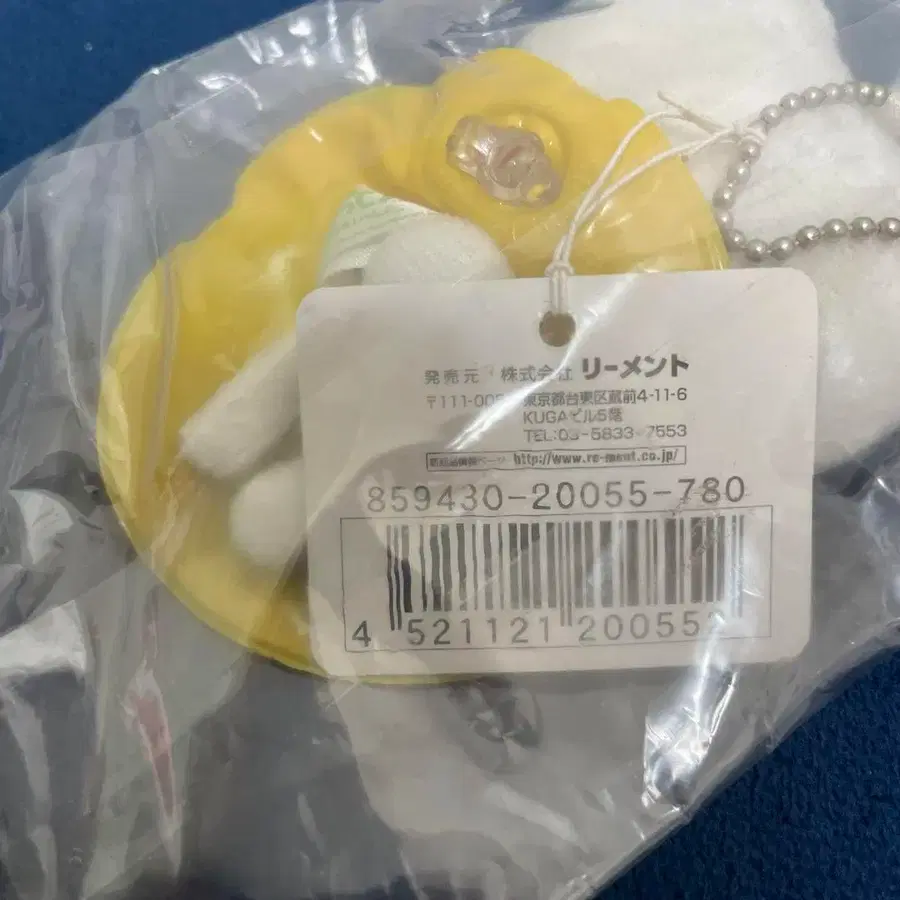 発売元 株式会社 リーメント
〒111-005 東京都台東区蔵前4-11-6
KUGAビル5階
TEL:03-5833-7553
http://www.re-ment.co.jp/
859430-20055-780
4 521121 20055